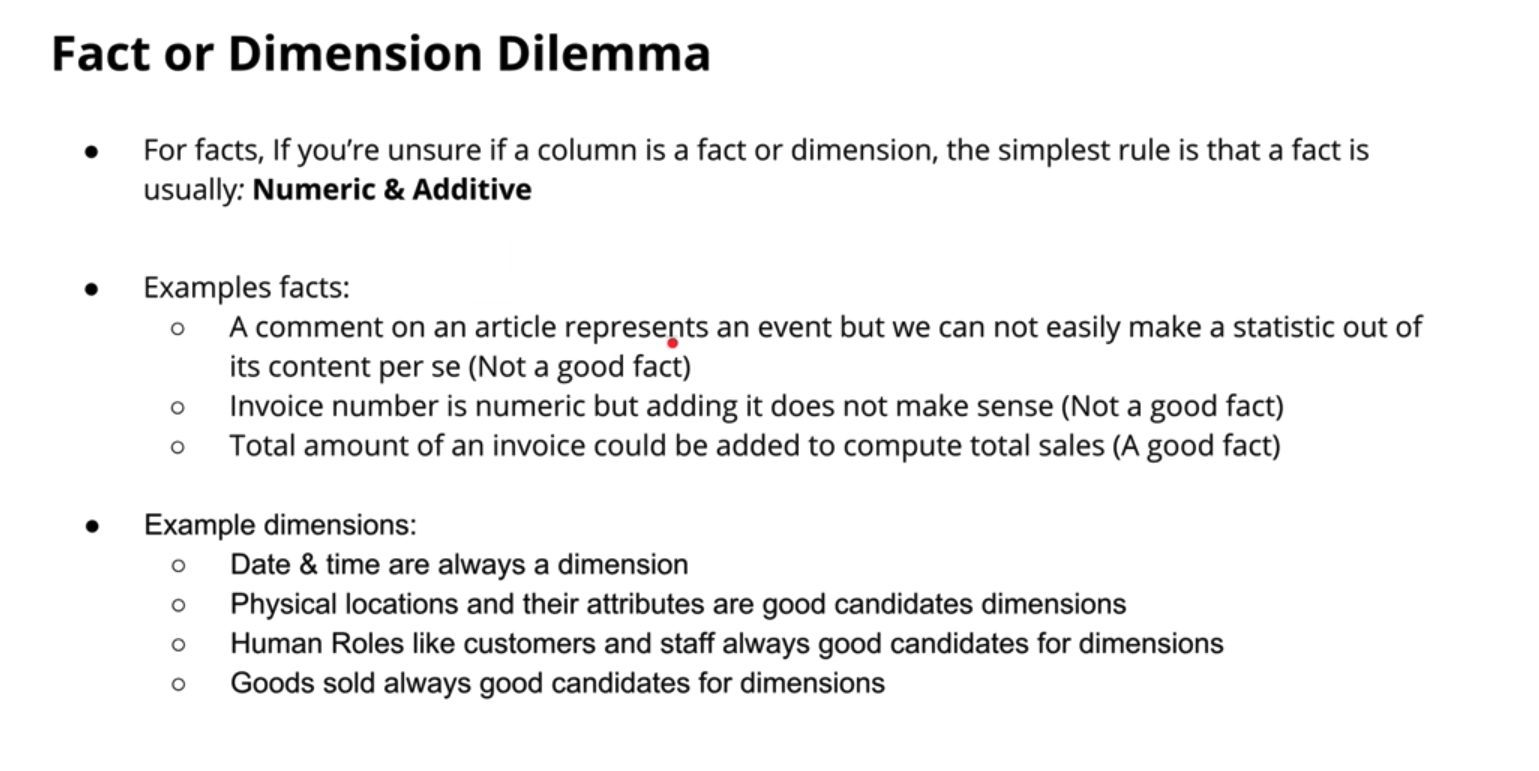 Fact or Dimension Dilemma
● For facts, If you're unsure if a column is a fact or dimension, the simplest rule is that a fact is
usually: Numeric & Additive
● Examples facts:
○ A comment on an article represents an event but we can not easily make a statistic out of
its content per se (Not a good fact)
○ Invoice number is numeric but adding it does not make sense (Not a good fact)
○ Total amount of an invoice could be added to compute total sales (A good fact)
● Example dimensions:
○ Date & time are always a dimension
○ Physical locations and their attributes are good candidates dimensions
○ Human Roles like customers and staff always good candidates for dimensions
○ Goods sold always good candidates for dimensions